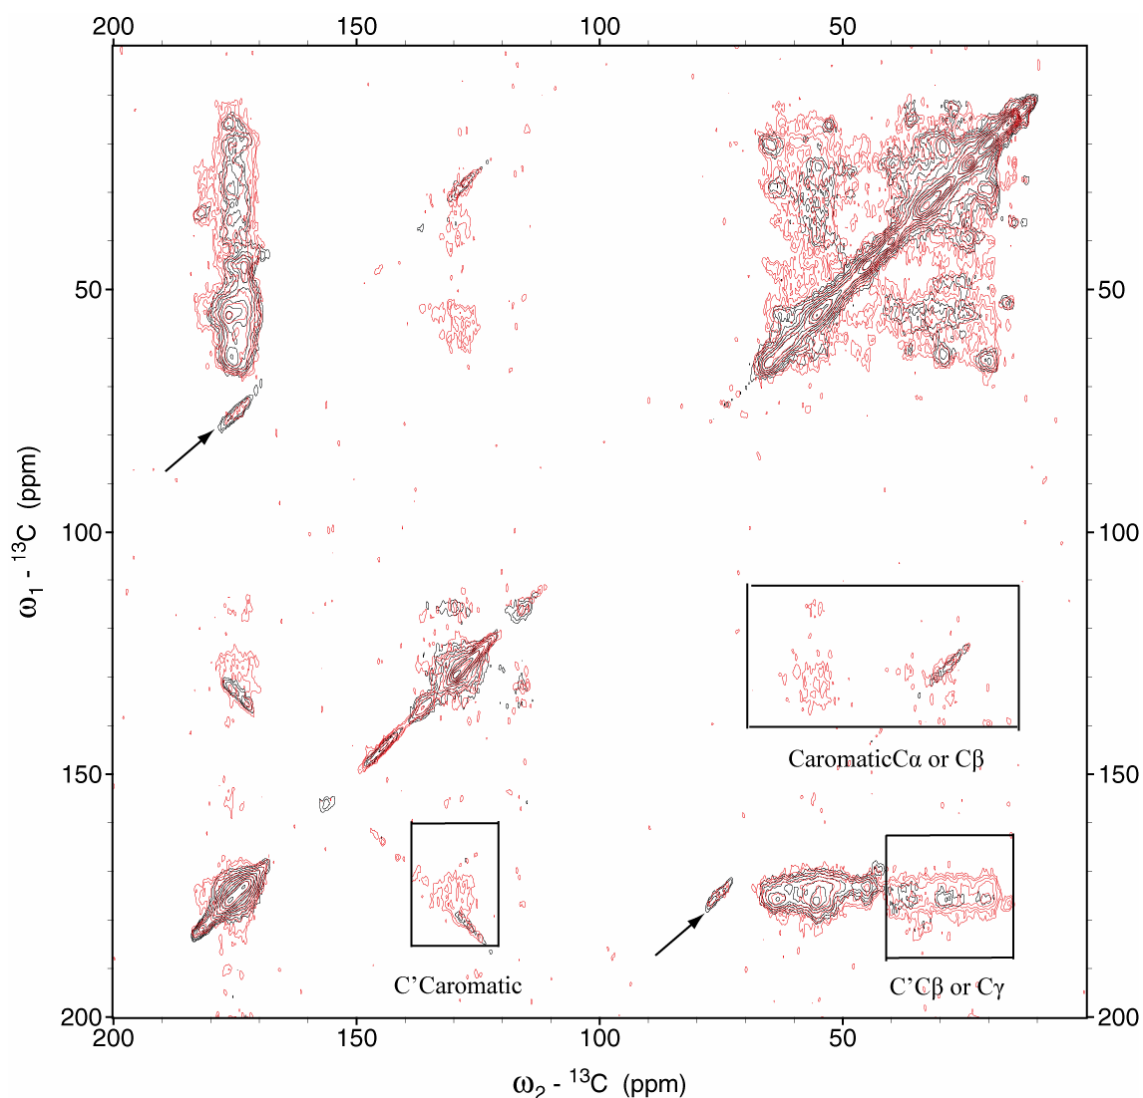 200 150 100 50
50 50
ω1 - 13C (ppm)
100 100
CaromaticCα or Cβ
150 150
C'Caromatic
C'Cβ or Cγ
200 200
200 150 100 50
ω2 - 13C (ppm)